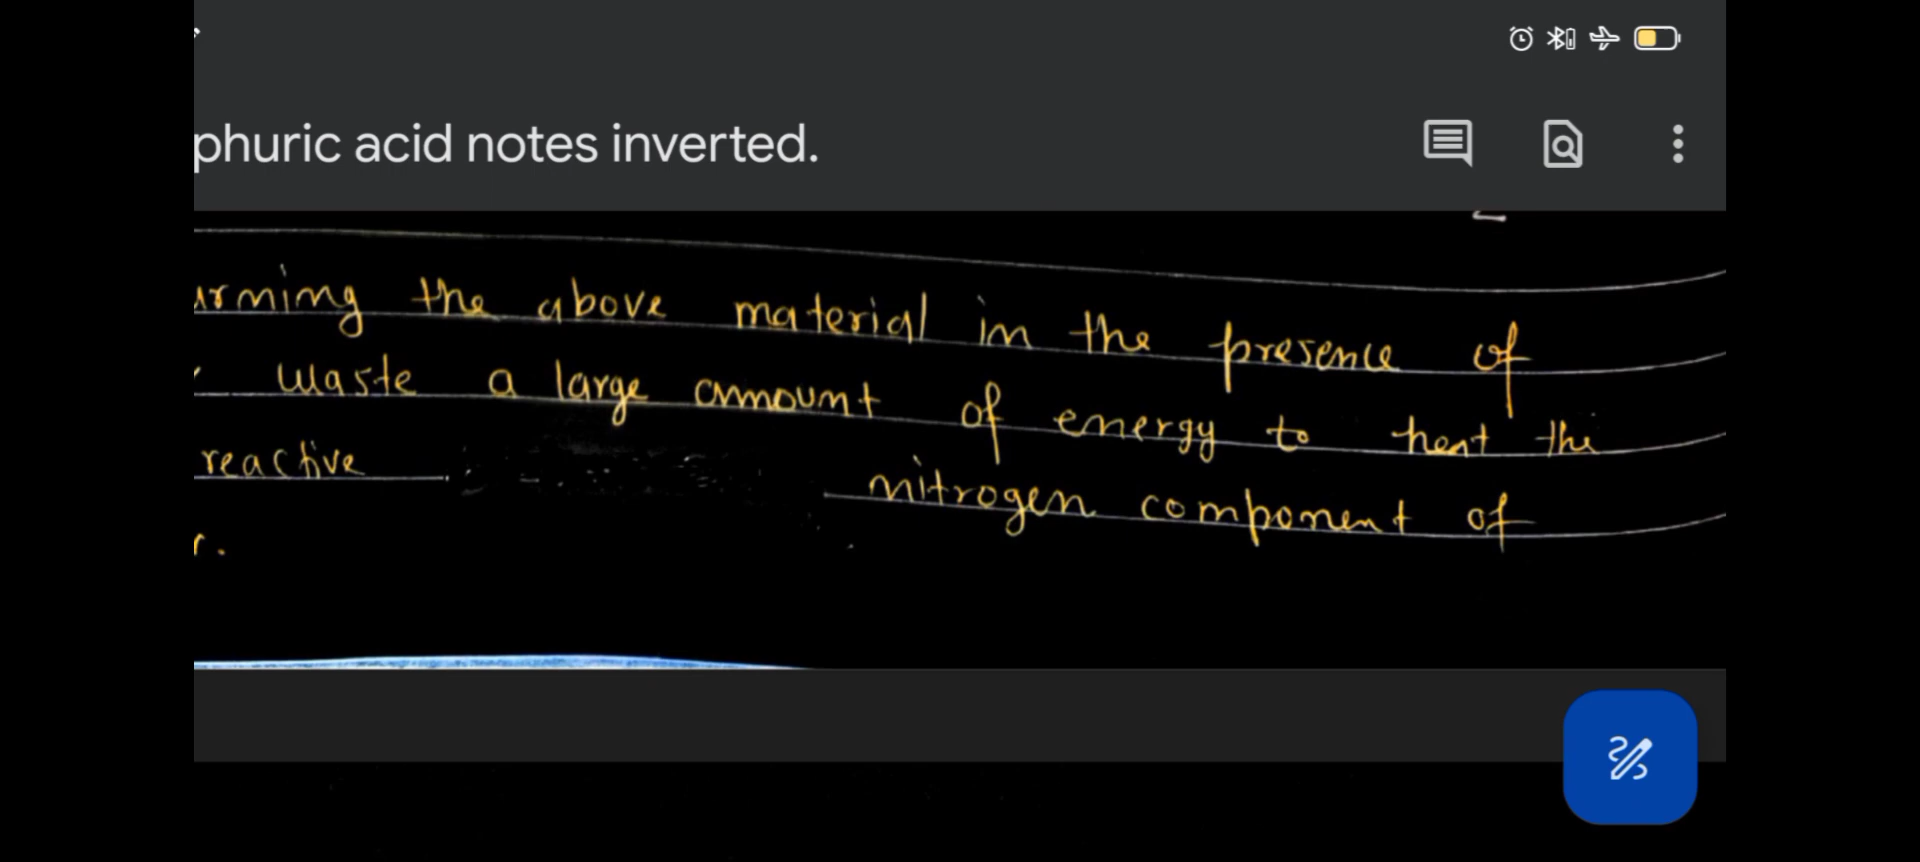 phuric acid notes inverted.
urning the above material in the presence of
waste a large amount of energy to heat the
reactive nitrogen component of
r.